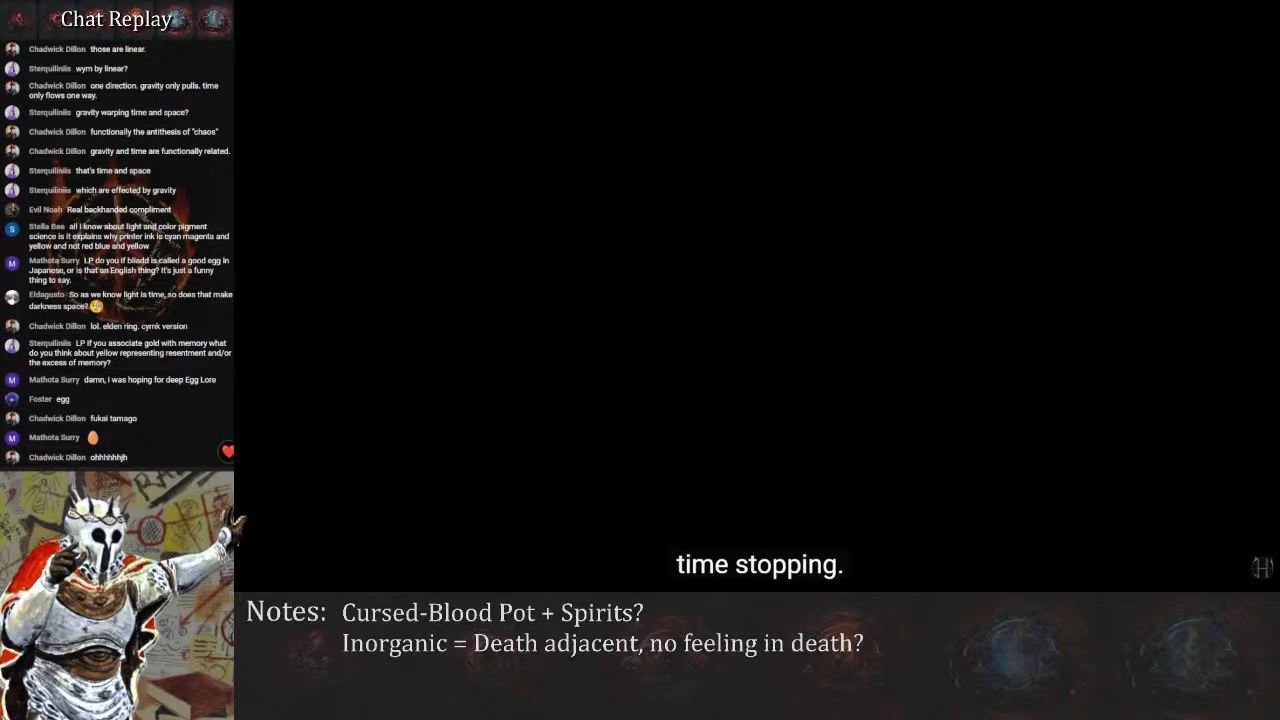 Chat Replay
Chadwick Dillon those are linear.
Sterquiliniis wym by linear?
Chadwick Dillon one direction. gravity only pulls. time
only flows one way.
Sterquiliniis gravity warping time and space?
Chadwick Dillon functionally the antithesis of "chaos"
Chadwick Dillon gravity and time are functionally related.
Sterquiliniis that's time and space
Sterquiliniis which are effected by gravity
Evil Noah Real backhanded compliment
S Stella Bee all I know about light and color pigment
science is it explains why printer ink is cyan magenta and
yellow and not red blue and yellow
M Mathota Surry LP do you if bliadd is called a good egg in
Japanese, or is that an English thing? It's just a funny
thing to say.
Eldagusto So as we know light is time, so does that make
darkness space?
Chadwick Dillon lol. elden ring. cymk version
Sterquiliniis LP if you associate gold with memory what
do you think about yellow representing resentment and/or
the excess of memory?
M Mathota Surry damn, I was hoping for deep Egg Lore
Foster egg
Chadwick Dillon fukai tamago
M Mathota Surry
Chadwick Dillon ohhhhhhjh
time stopping.
H
Notes: Cursed-Blood Pot + Spirits?
Inorganic = Death adjacent, no feeling in death?